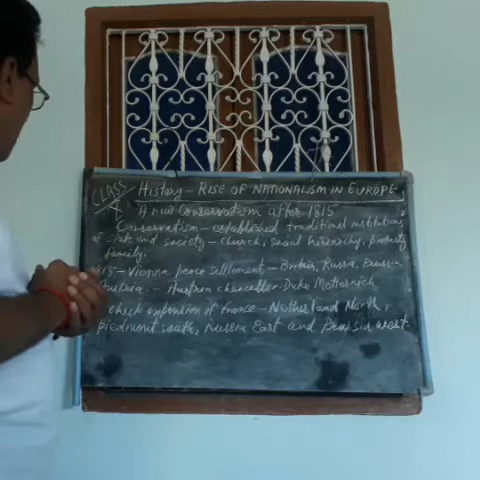 CLASS X
History - RISE OF NATIONALISM IN EUROPE.
A new Conservatism after 1815
Conservatism - established traditional institutions
of state and society - church, social hierarchy, property
family.
1815 - Vienna peace settlement - Britain, Russia, Prussia
Austria. - Austrian chancellor Duke Metternich
check expansion of France - Netherland North,
piedmont south, Russia East and Prussia west.